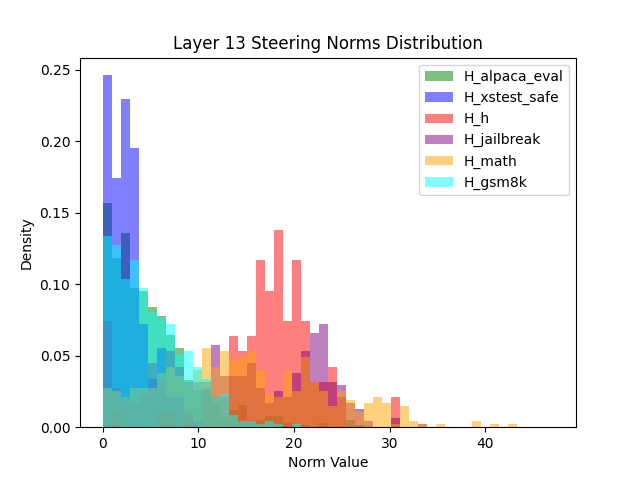 Layer 13 Steering Norms Distribution
H_alpaca_eval
H_xstest_safe
H_h
H_jailbreak
H_math
H_gsm8k
Density
0.25
0.20
0.15
0.10
0.05
0.00
0 10 20 30 40
Norm Value